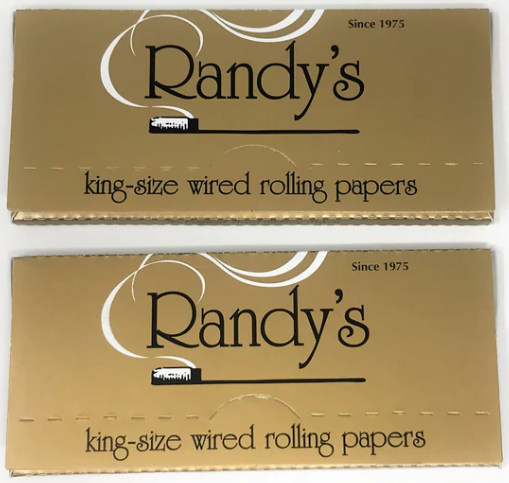 Since 1975
Randy's
king-size wired rolling papers
Since 1975
Randy's
king-size wired rolling papers